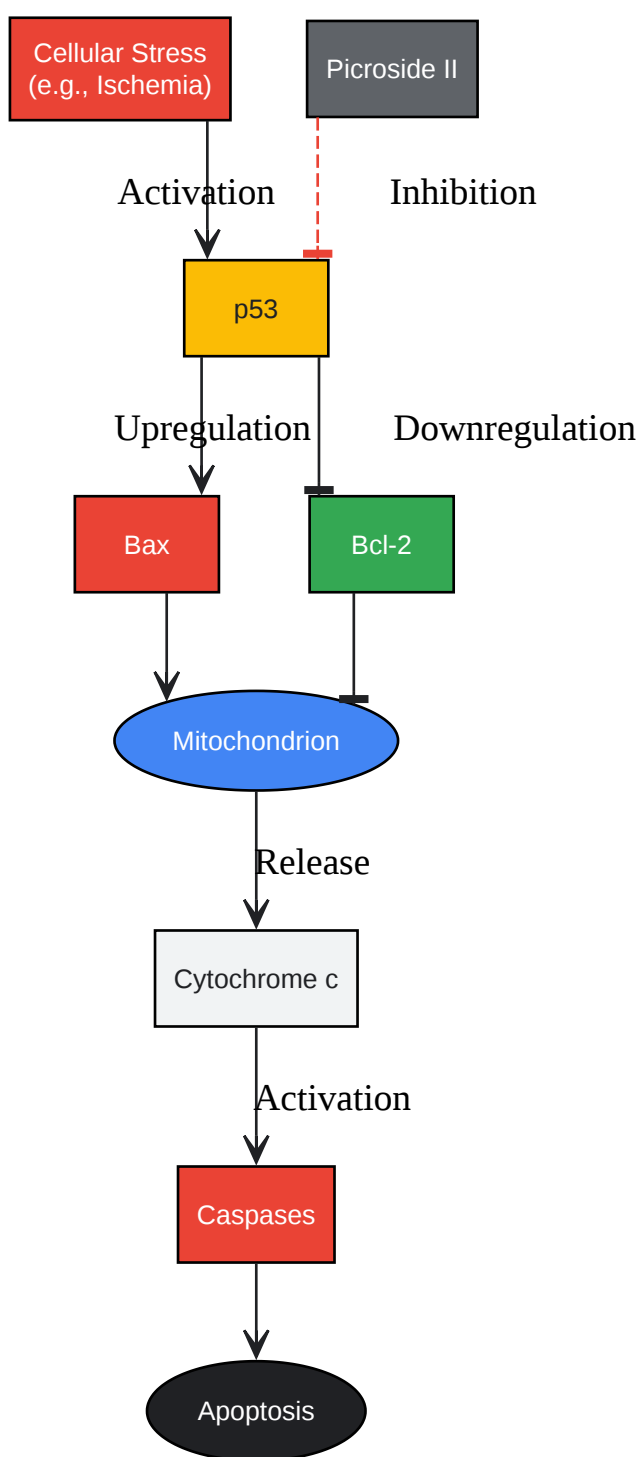 Cellular Stress
(e.g., Ischemia)
Picroside II
Activation
Inhibition
p53
Upregulation
Downregulation
Bax
Bcl-2
Mitochondrion
Release
Cytochrome c
Activation
Caspases
Apoptosis